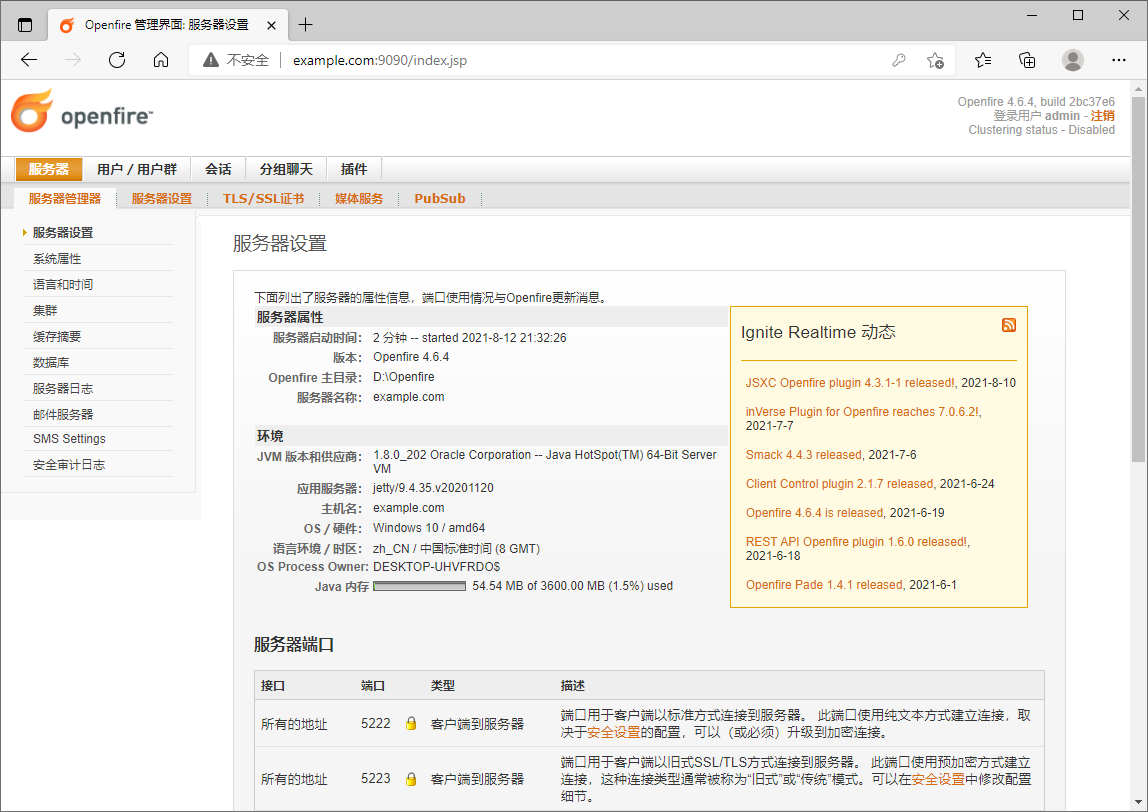 Openfire 管理界面: 服务器设置
不安全
example.com:9090/index.jsp
openfire™
Openfire 4.6.4, build 2bc37e6
登录用户 admin - 注销
Clustering status - Disabled
服务器 用户 / 用户群 会话 分组聊天 插件
服务器管理器 服务器设置 TLS/SSL证书 媒体服务 PubSub
服务器设置
系统属性
语言和时间
集群
缓存摘要
数据库
服务器日志
邮件服务器
SMS Settings
安全审计日志
服务器设置
下面列出了服务器的属性信息，端口使用情况与Openfire更新消息。
服务器属性
服务器启动时间： 2 分钟 -- started 2021-8-12 21:32:26
版本： Openfire 4.6.4
Openfire 主目录： D:\Openfire
服务器名称： example.com
环境
JVM 版本和供应商： 1.8.0_202 Oracle Corporation -- Java HotSpot(TM) 64-Bit Server
VM
应用服务器： jetty/9.4.35.v20201120
主机名： example.com
OS / 硬件： Windows 10 / amd64
语言环境 / 时区： zh_CN / 中国标准时间 (8 GMT)
OS Process Owner: DESKTOP-UHVFRDO$
Java 内存 54.54 MB of 3600.00 MB (1.5%) used
Ignite Realtime 动态
JSXC Openfire plugin 4.3.1-1 released!, 2021-8-10
inVerse Plugin for Openfire reaches 7.0.6.2!,
2021-7-7
Smack 4.4.3 released, 2021-7-6
Client Control plugin 2.1.7 released, 2021-6-24
Openfire 4.6.4 is released, 2021-6-19
REST API Openfire plugin 1.6.0 released!,
2021-6-18
Openfire Pade 1.4.1 released, 2021-6-1
服务器端口
接口 端口 类型 描述
所有的地址 5222 客户端到服务器 端口用于客户端以标准方式连接到服务器。 此端口使用纯文本方式建立连接，取
决于安全设置的配置，可以（或必须）升级到加密连接。
所有的地址 5223 客户端到服务器 端口用于客户端以旧式SSL/TLS方式连接到服务器。 此端口使用预加密方式建立
连接，这种连接类型通常被称为“旧式”或“传统”模式。可以在安全设置中修改配置
细节。